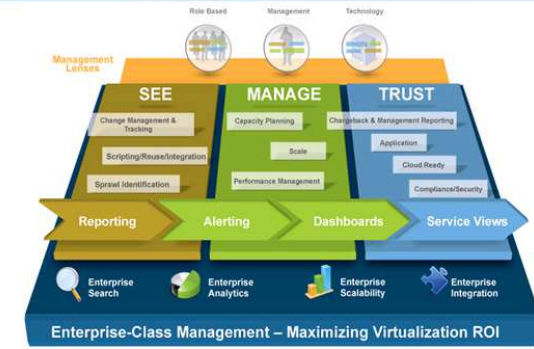 Role Based
Management
Technology
Management
Lenses
SEE
MANAGE
TRUST
Change Management &
Tracking
Scripting/Reuse/Integration
Sprawl Identification
Capacity Planning
Scale
Performance Management
Chargeback & Management Reporting
Application
Cloud Ready
Compliance/Security
Reporting
Alerting
Dashboards
Service Views
Enterprise
Search
Enterprise
Analytics
Enterprise
Scalability
Enterprise
Integration
Enterprise-Class Management – Maximizing Virtualization ROI